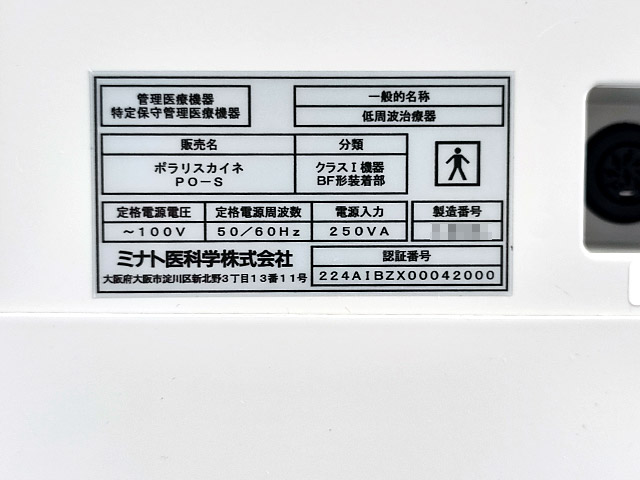 管理医療機器
特定保守管理医療機器
一般的名称
低周波治療器
販売名
ポラリスカイネ
PO-S
分類
クラスⅠ機器
BF形装着部
定格電源電圧
~100V
定格電源周波数
50/60Hz
電源入力
250VA
製造番号
ミナト医科学株式会社
大阪府大阪市淀川区新北野3丁目13番11号
認証番号
224AIBZX00042000